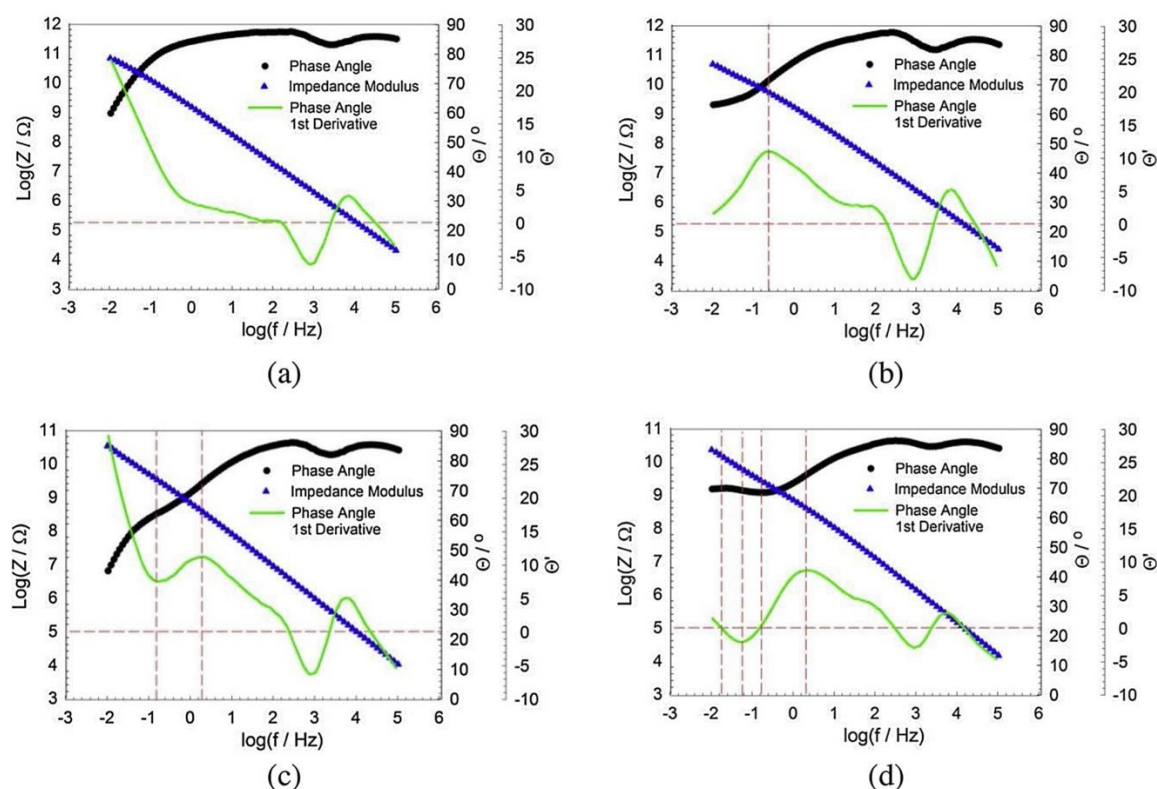 12
11
10
9
8
7
6
5
4
3
Log(Z / Ω)
-3 -2 -1 0 1 2 3 4 5 6
log(f / Hz)
Phase Angle
Impedance Modulus
Phase Angle
1st Derivative
90
80
70
60
50
40
30
20
10
0
Θ / º
30
25
20
15
10
5
0
-5
-10
Θ'
(a)
12
11
10
9
8
7
6
5
4
3
Log(Z / Ω)
-3 -2 -1 0 1 2 3 4 5 6
log(f / Hz)
Phase Angle
Impedance Modulus
Phase Angle
1st Derivative
90
80
70
60
50
40
30
20
10
0
Θ / º
30
25
20
15
10
5
0
-5
-10
Θ'
(b)
11
10
9
8
7
6
5
4
3
Log(Z / Ω)
-3 -2 -1 0 1 2 3 4 5 6
log(f / Hz)
Phase Angle
Impedance Modulus
Phase Angle
1st Derivative
90
80
70
60
50
40
30
20
10
0
Θ / º
30
25
20
15
10
5
0
-5
-10
Θ'
(c)
11
10
9
8
7
6
5
4
3
Log(Z / Ω)
-3 -2 -1 0 1 2 3 4 5 6
log(f / Hz)
Phase Angle
Impedance Modulus
Phase Angle
1st Derivative
90
80
70
60
50
40
30
20
10
0
Θ / º
30
25
20
15
10
5
0
-5
-10
Θ'
(d)